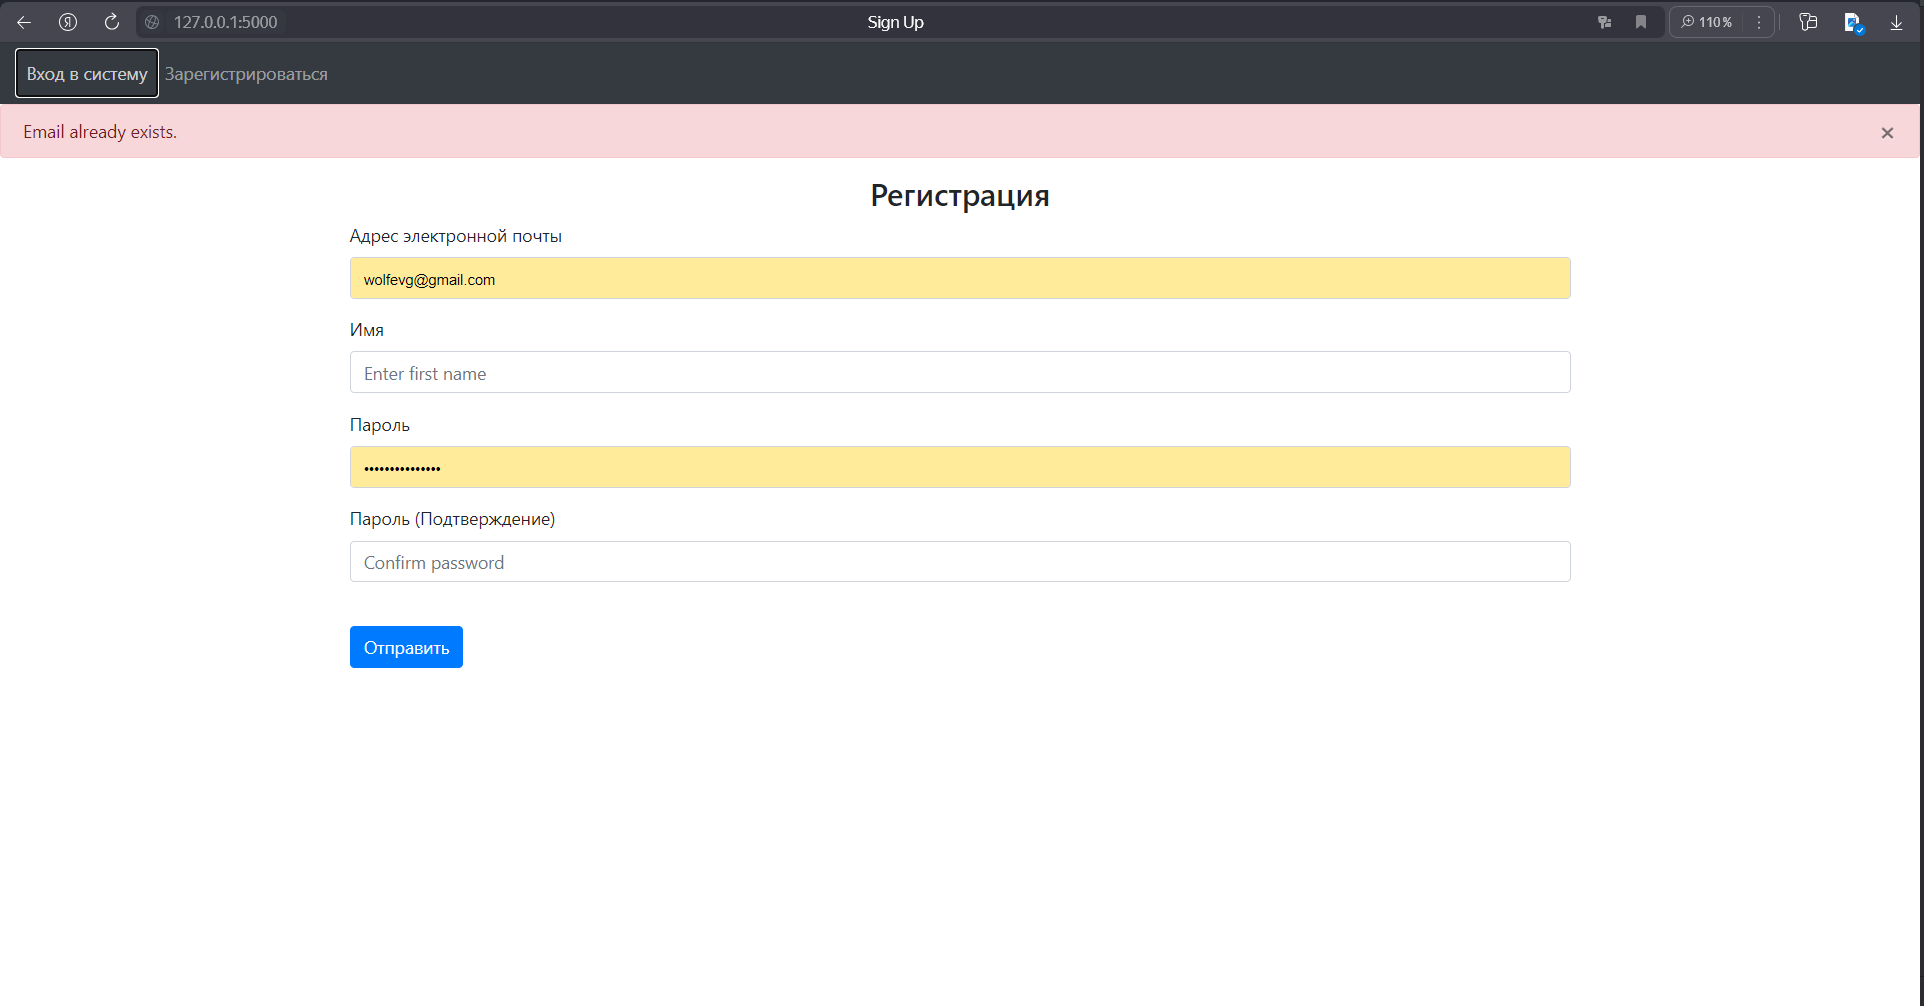 127.0.0.1:5000
Sign Up
110 %
Вход в систему
Зарегистрироваться
Email already exists.
Регистрация
Адрес электронной почты
wolfevg@gmail.com
Имя
Enter first name
Пароль
•••••••••••••••
Пароль (Подтверждение)
Confirm password
Отправить